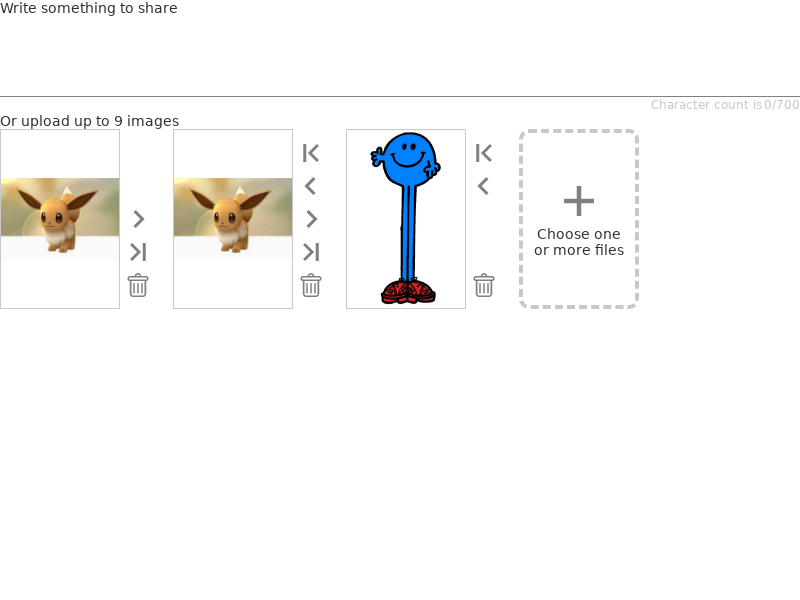 Write something to share
Character count is 0/700
Or upload up to 9 images
Choose one
or more files